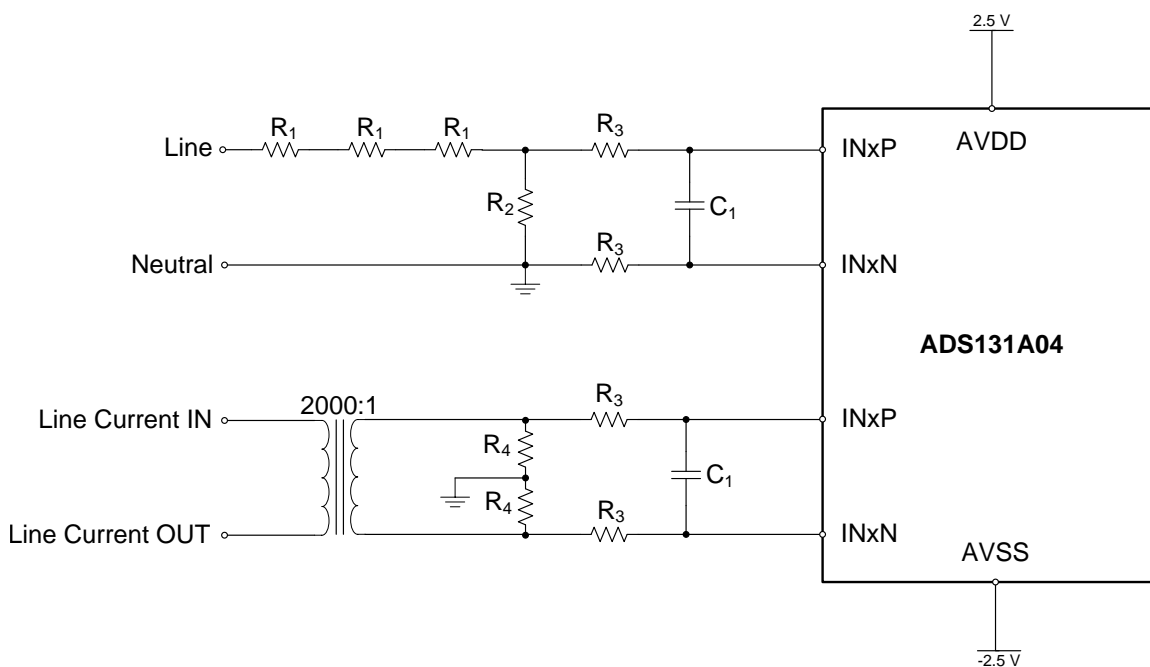 2.5 V
R1 R1 R1 R3
Line
INxP
AVDD
R2
C1
R3
Neutral
INxN
ADS131A04
2000:1
R3
Line Current IN
INxP
R4
C1
R4
R3
Line Current OUT
INxN
AVSS
-2.5 V